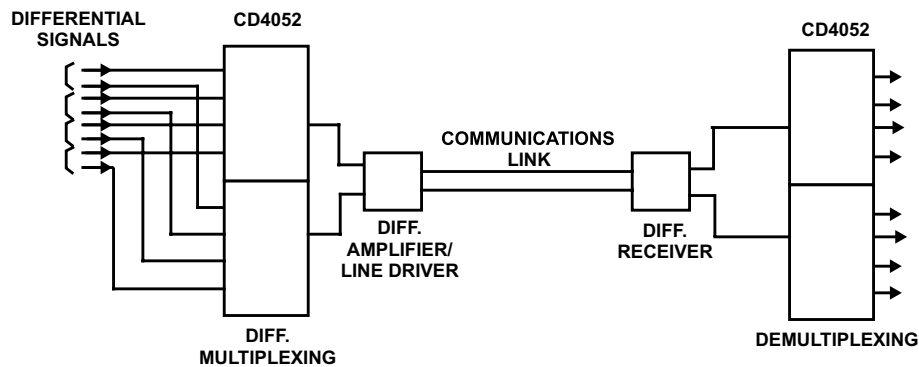 DIFFERENTIAL
SIGNALS
CD4052
CD4052
COMMUNICATIONS
LINK
DIFF.
AMPLIFIER/
LINE DRIVER
DIFF.
RECEIVER
DIFF.
MULTIPLEXING
DEMULTIPLEXING